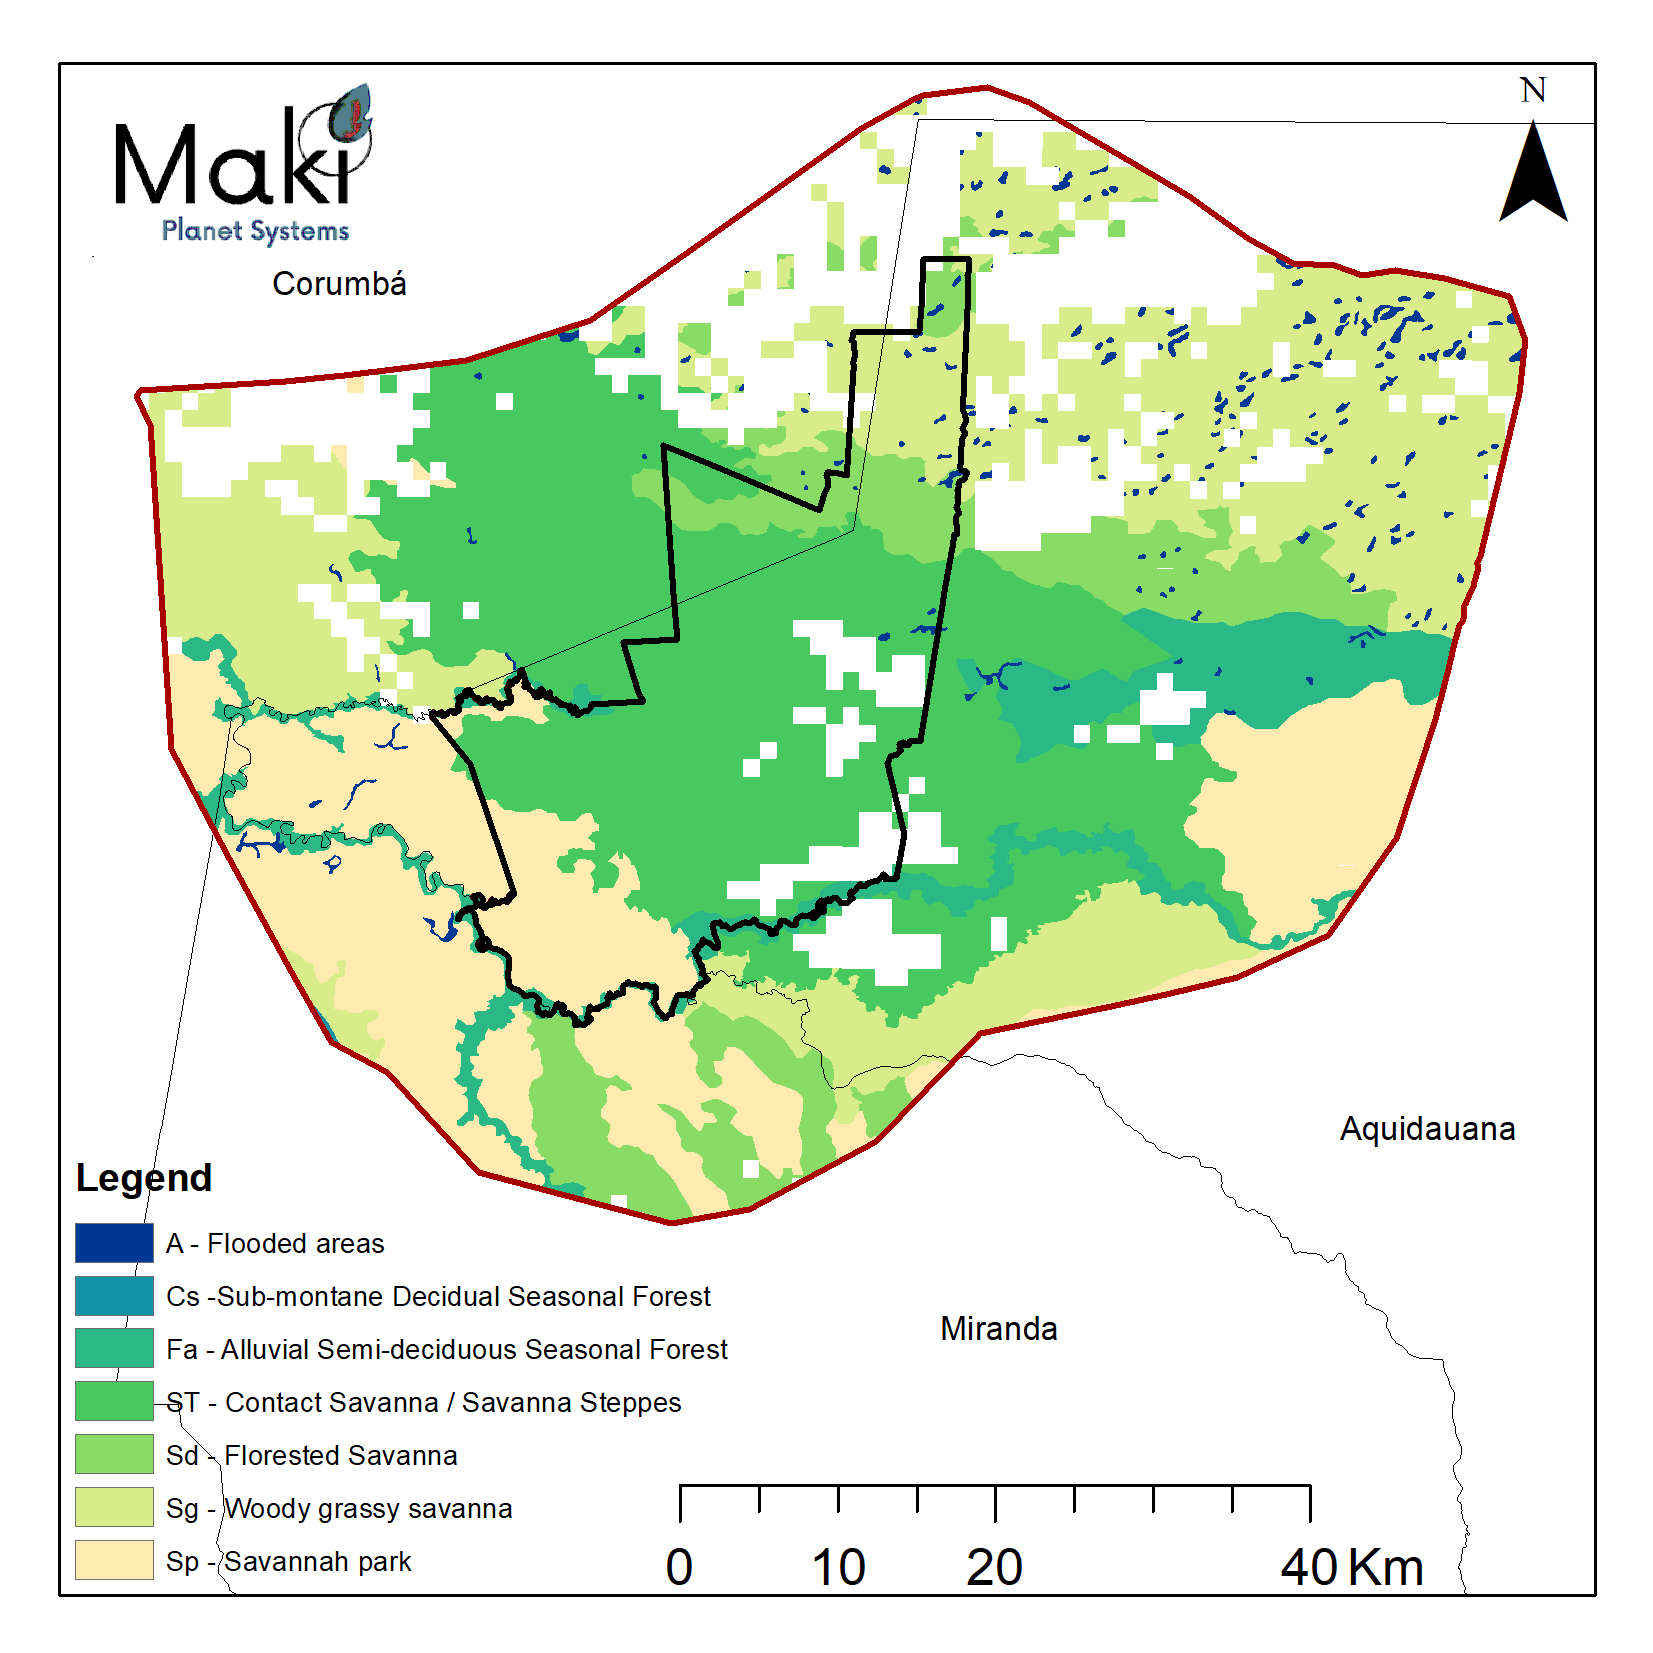 Maki
Planet Systems
N
Corumbá
Aquidauana
Miranda
Legend
A - Flooded areas
Cs -Sub-montane Decidual Seasonal Forest
Fa - Alluvial Semi-deciduous Seasonal Forest
ST - Contact Savanna / Savanna Steppes
Sd - Florested Savanna
Sg - Woody grassy savanna
Sp - Savannah park
0 10 20 40 Km